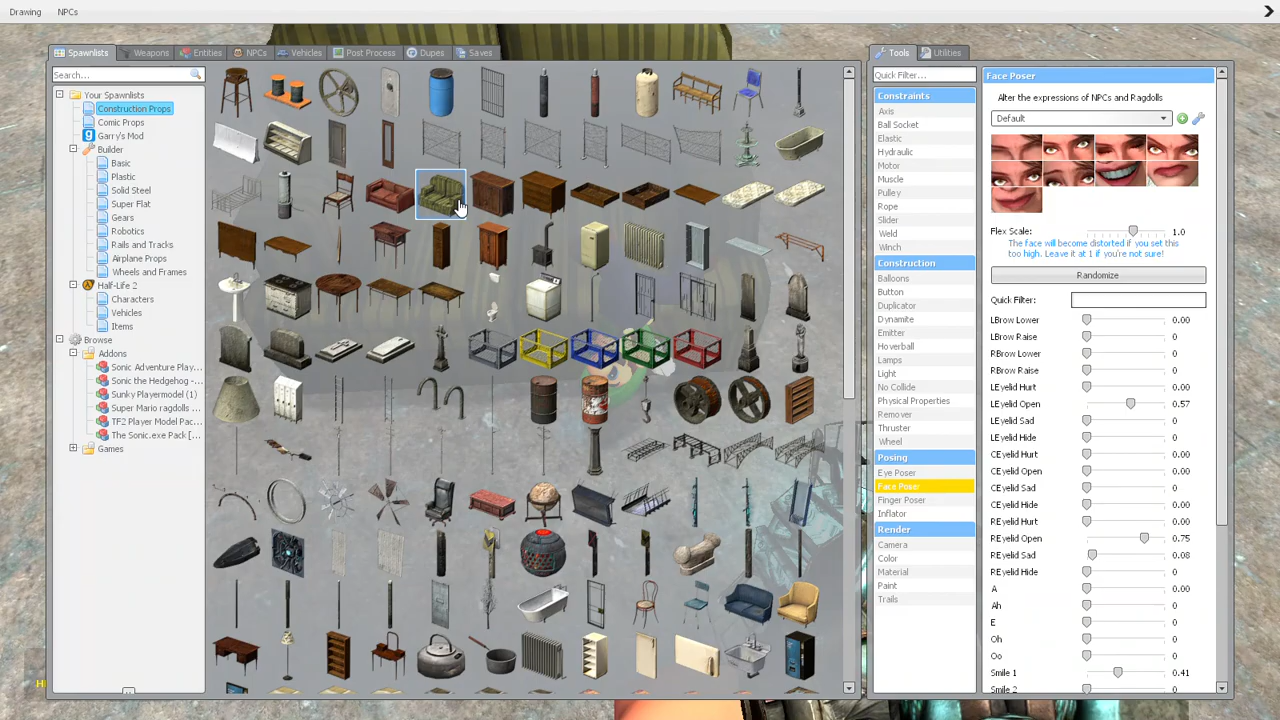 Drawing NPCs
Spawnlists Weapons Entities NPCs Vehicles Post Process Dupes Saves
Search...
Your Spawnlists
Construction Props
Comic Props
Garry's Mod
Builder
Basic
Plastic
Solid Steel
Super Flat
Gears
Robotics
Rails and Tracks
Airplane Props
Wheels and Frames
Half-Life 2
Characters
Vehicles
Items
Browse
Addons
Sonic Adventure Play...
Sonic the Hedgehog -...
Sunky Playermodel (1)
Super Mario ragdolls ...
TF2 Player Model Pac...
The Sonic.exe Pack [...
Games
Tools Utilities
Quick Filter...
Constraints
Axis
Ball Socket
Elastic
Hydraulic
Motor
Muscle
Pulley
Rope
Slider
Weld
Winch
Construction
Balloons
Button
Duplicator
Dynamite
Emitter
Hoverball
Lamps
Light
No Collide
Physical Properties
Remover
Thruster
Wheel
Posing
Eye Poser
Face Poser
Finger Poser
Inflator
Render
Camera
Color
Material
Paint
Trails
Face Poser
Alter the expressions of NPCs and Ragdolls
Default
Flex Scale: 1.0
The face will become distorted if you set this
too high. Leave it at 1 if you're not sure!
Randomize
Quick Filter:
LBrow Lower 0.00
LBrow Raise 0
RBrow Lower 0
RBrow Raise 0
LEyelid Hurt 0.00
LEyelid Open 0.57
LEyelid Sad 0
LEyelid Hide 0
CEyelid Hurt 0.00
CEyelid Open 0.00
CEyelid Sad 0
CEyelid Hide 0.00
REyelid Hurt 0.00
REyelid Open 0.75
REyelid Sad 0.08
REyelid Hide 0
A 0.00
Ah 0
E 0
Oh 0
Oo 0
Smile 1 0.41
Smile 2 0